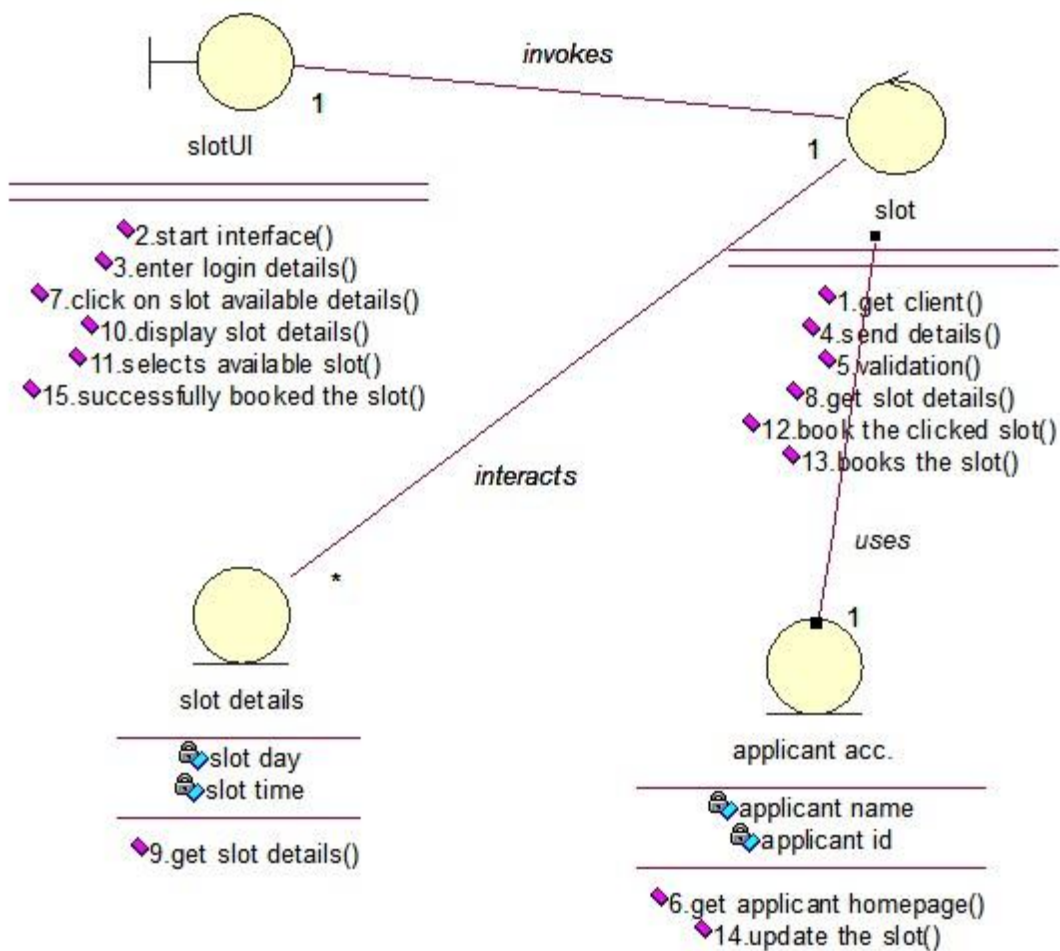 invokes
1
1
slotUI
slot
2.start interface()
3.enter login details()
7.click on slot available details()
10.display slot details()
11.selects available slot()
15.successfully booked the slot()
1.get client()
4.send details()
5.validation()
8.get slot details()
12.book the clicked slot()
13.books the slot()
interacts
uses
*
1
slot details
slot day
slot time
9.get slot details()
applicant acc.
applicant name
applicant id
6.get applicant homepage()
14.update the slot()